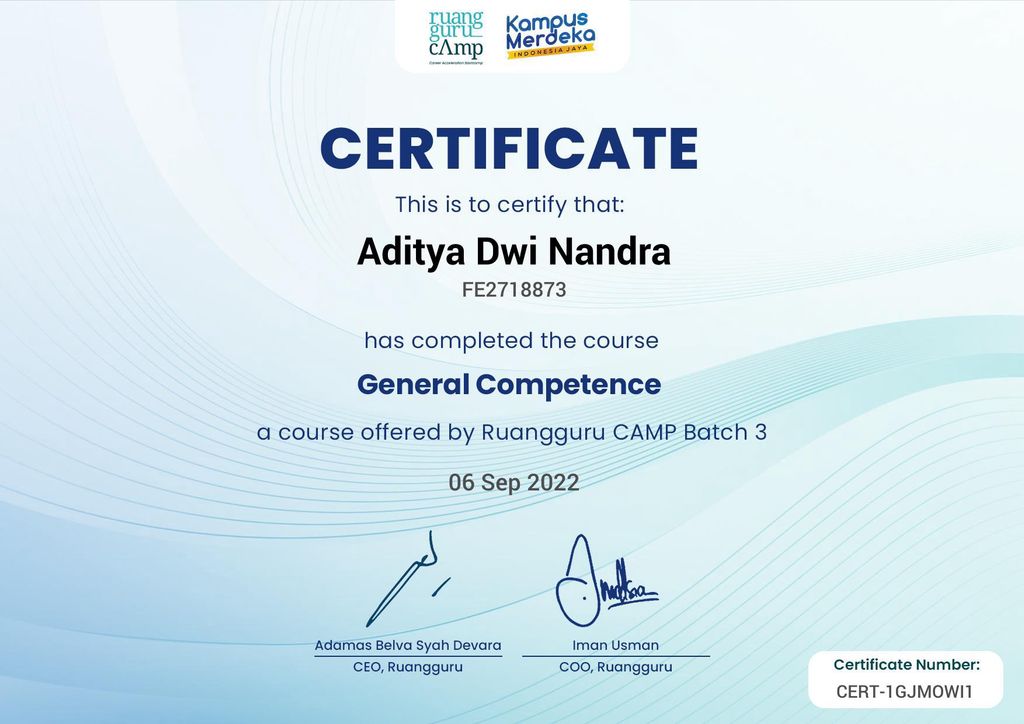 ruang
guru
cAmp
Career Acceleration Bootcamp
Kampus
Merdeka
INDONESIA JAYA
CERTIFICATE
This is to certify that:
Aditya Dwi Nandra
FE2718873
has completed the course
General Competence
a course offered by Ruangguru CAMP Batch 3
06 Sep 2022
Adamas Belva Syah Devara
CEO, Ruangguru
Iman Usman
COO, Ruangguru
Certificate Number:
CERT-1GJMOWI1